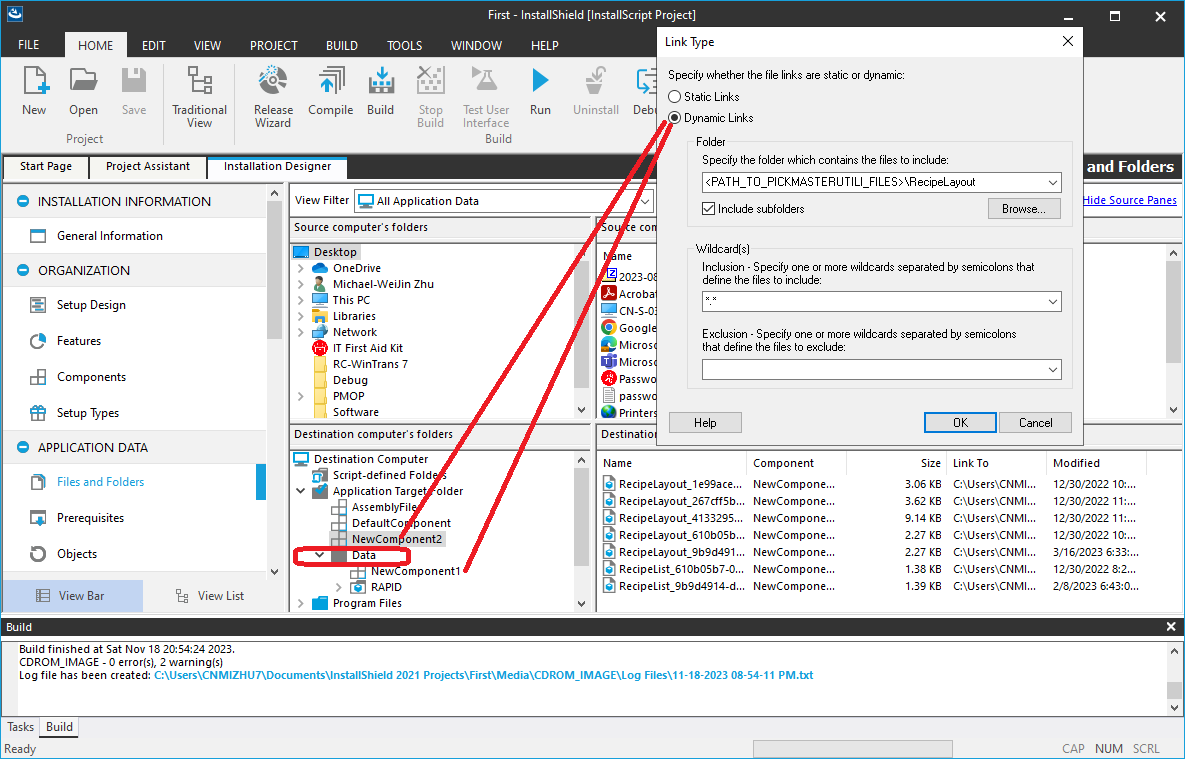 First - InstallShield [InstallScript Project]
FILE HOME EDIT VIEW PROJECT BUILD TOOLS WINDOW HELP
New Open Save Traditional View Release Wizard Compile Build Stop Build Test User Interface Run Uninstall
Project Build
Start Page Project Assistant Installation Designer and Folders
INSTALLATION INFORMATION
General Information
ORGANIZATION
Setup Design
Features
Components
Setup Types
APPLICATION DATA
Files and Folders
Prerequisites
Objects
View Bar View List
View Filter All Application Data
Hide Source Panes
Source computer's folders
Desktop
OneDrive
Michael-WeiJin Zhu
This PC
Libraries
Network
IT First Aid Kit
RC-WinTrans 7
Debug
PMOP
Software
Source com
Name
2023-08
Acrobat
CN-S-03
Google
Microso
Microso
Passwo
passwo
Printers
Link Type
Specify whether the file links are static or dynamic:
Static Links
Dynamic Links
Folder
Specify the folder which contains the files to include:
<PATH_TO_PICKMASTERUTILI_FILES>\RecipeLayout
Include subfolders Browse...
Wildcard(s)
Inclusion - Specify one or more wildcards separated by semicolons that
define the files to include:
*.*
Exclusion - Specify one or more wildcards separated by semicolons
that define the files to exclude:
Help OK Cancel
Destination computer's folders
Destination Computer
Script-defined Folders
Application Target Folder
AssemblyFile
DefaultComponent
NewComponent2
Data
NewComponent1
RAPID
Program Files
Destination
Name Component Size Link To Modified
RecipeLayout_1e99ace... NewCompone... 3.06 KB C:\Users\CNMI... 12/30/2022 10:...
RecipeLayout_267cff5b... NewCompone... 3.62 KB C:\Users\CNMI... 12/30/2022 11:...
RecipeLayout_4133295... NewCompone... 9.14 KB C:\Users\CNMI... 12/30/2022 11:...
RecipeLayout_610b05b... NewCompone... 2.27 KB C:\Users\CNMI... 12/30/2022 10:...
RecipeLayout_9b9d491... NewCompone... 2.27 KB C:\Users\CNMI... 3/16/2023 6:33:...
RecipeList_610b05b7-0... NewCompone... 1.38 KB C:\Users\CNMI... 12/30/2022 8:2...
RecipeList_9b9d4914-d... NewCompone... 1.39 KB C:\Users\CNMI... 2/8/2023 6:43:0...
Build
Build finished at Sat Nov 18 20:54:24 2023.
CDROM_IMAGE - 0 error(s), 2 warning(s)
Log file has been created: C:\Users\CNMIZHU7\Documents\InstallShield 2021 Projects\First\Media\CDROM_IMAGE\Log Files\11-18-2023 08-54-11 PM.txt
Tasks Build
Ready CAP NUM SCRL